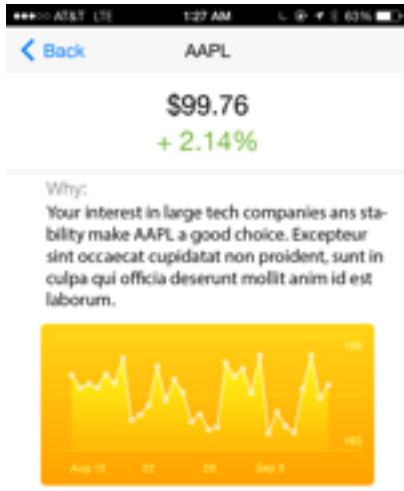 AT&T LTE 1:27 AM 63%
Back AAPL
$99.76
+ 2.14%
Why:
Your interest in large tech companies ans sta-
bility make AAPL a good choice. Excepteur
sint occaecat cupidatat non proident, sunt in
culpa qui officia deserunt mollit anim id est
laborum.
163
Aug 15 22 29 Sep 5